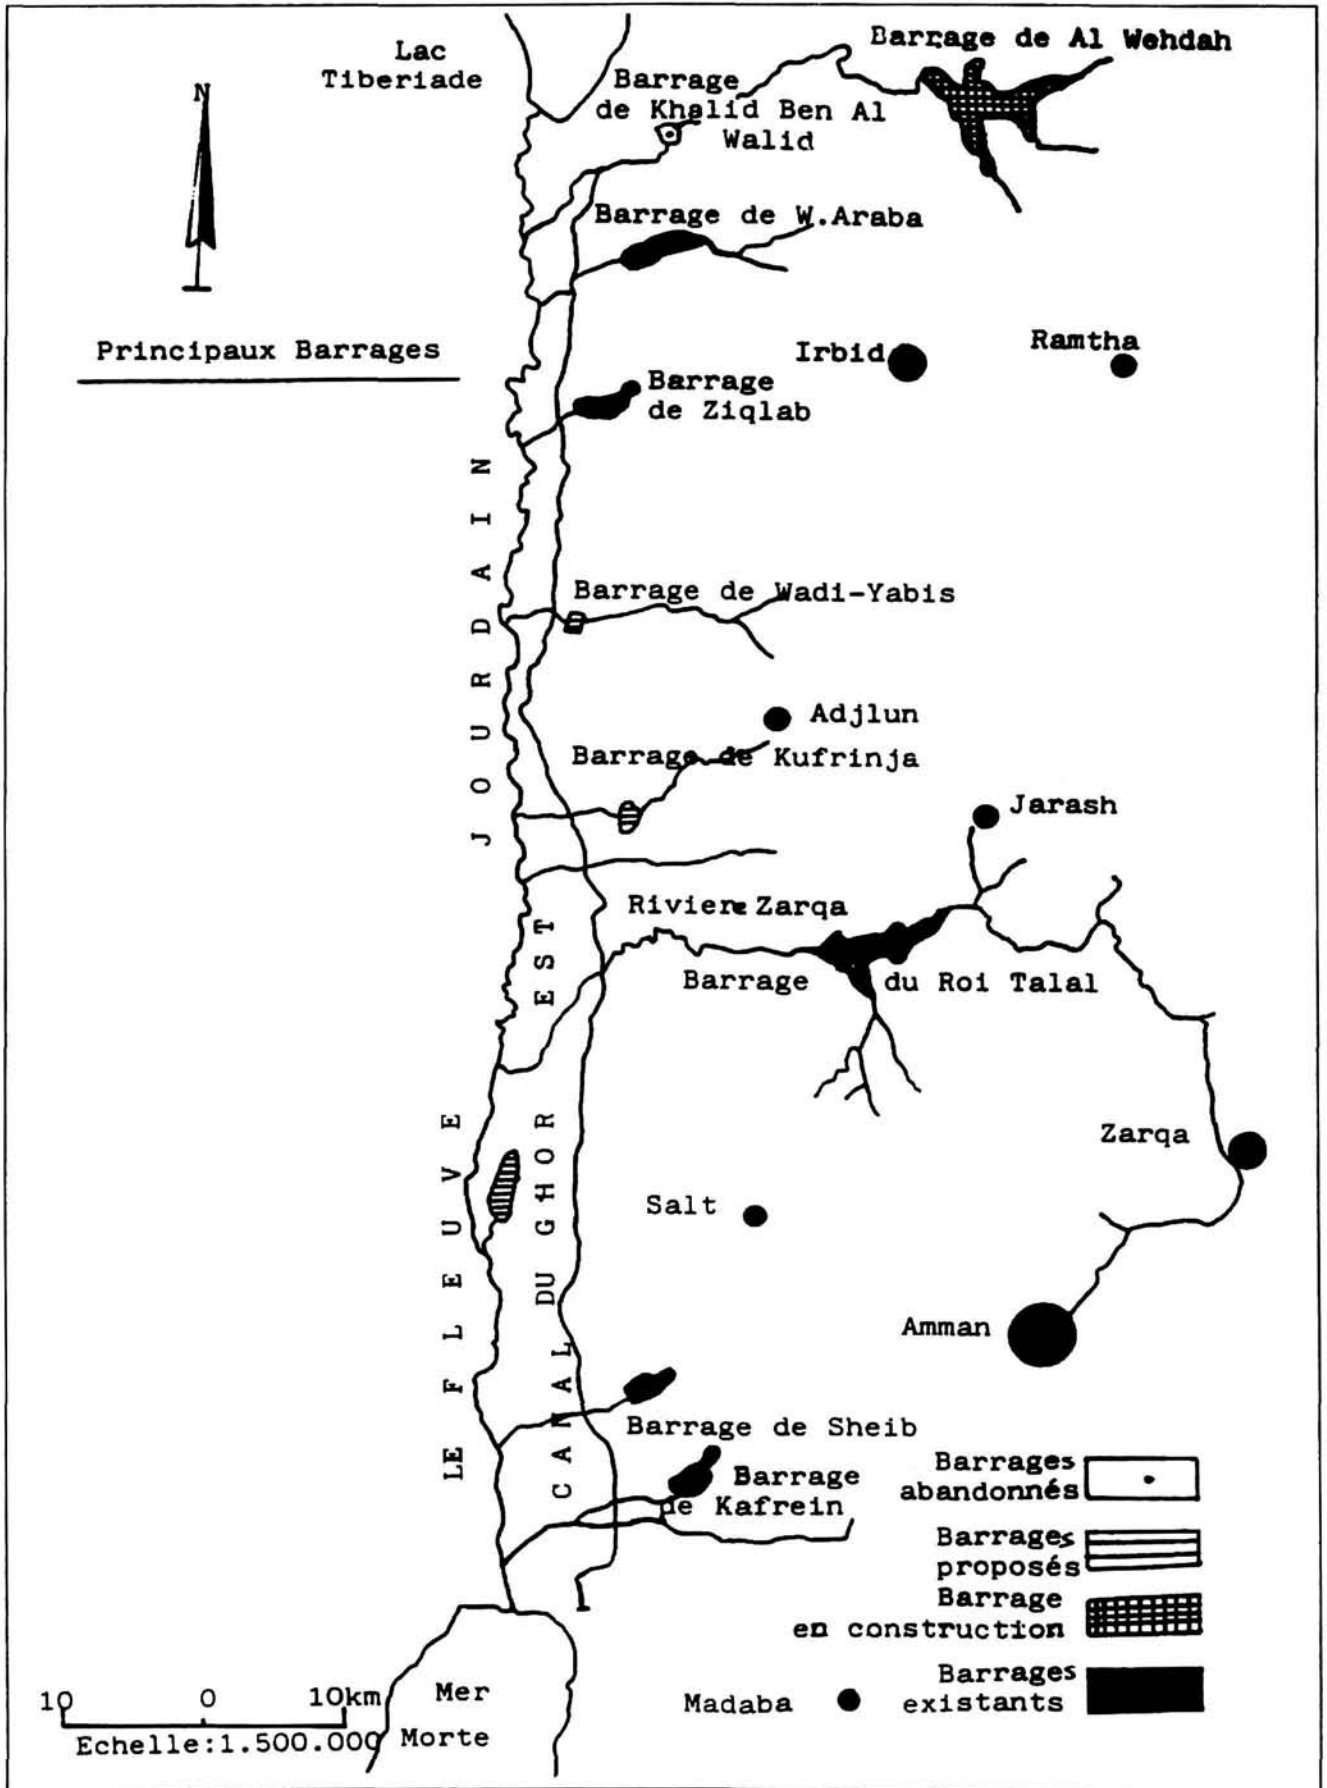 Lac
Tiberiade
Barrage de Al Wehdah
Barrage
de Khalid Ben Al
Walid
N
Barrage de W.Araba
Principaux Barrages
Irbid
Ramtha
Barrage
de Ziqlab
Barrage de Wadi-Yabis
Adjlun
Barrage de Kufrinja
Jarash
Riviere Zarqa
Barrage du Roi Talal
LE FLEUVE JOURDAIN
CANAL DU GHOR EST
Zarqa
Salt
Amman
Barrage de Sheib
Barrage
de Kafrein
Barrages
abandonnés
Barrages
proposés
Barrage
en construction
Barrages
existants
Madaba
Mer
Morte
10 0 10km
Echelle:1.500.000